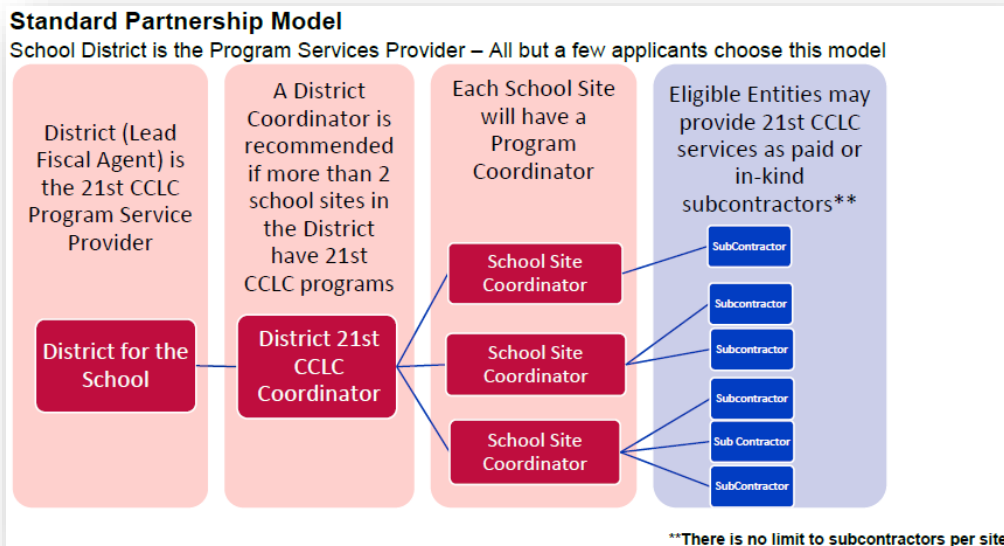 Standard Partnership Model
School District is the Program Services Provider – All but a few applicants choose this model
District (Lead
Fiscal Agent) is
the 21st CCLC
Program Service
Provider
District for the
School
A District
Coordinator is
recommended
if more than 2
school sites in
the District
have 21st
CCLC programs
District 21st
CCLC
Coordinator
Each School Site
will have a
Program
Coordinator
School Site
Coordinator
School Site
Coordinator
School Site
Coordinator
Eligible Entities may
provide 21st CCLC
services as paid or
in-kind
subcontractors**
SubContractor
Subcontractor
Subcontractor
Subcontractor
Sub Contractor
SubContractor
**There is no limit to subcontractors per site